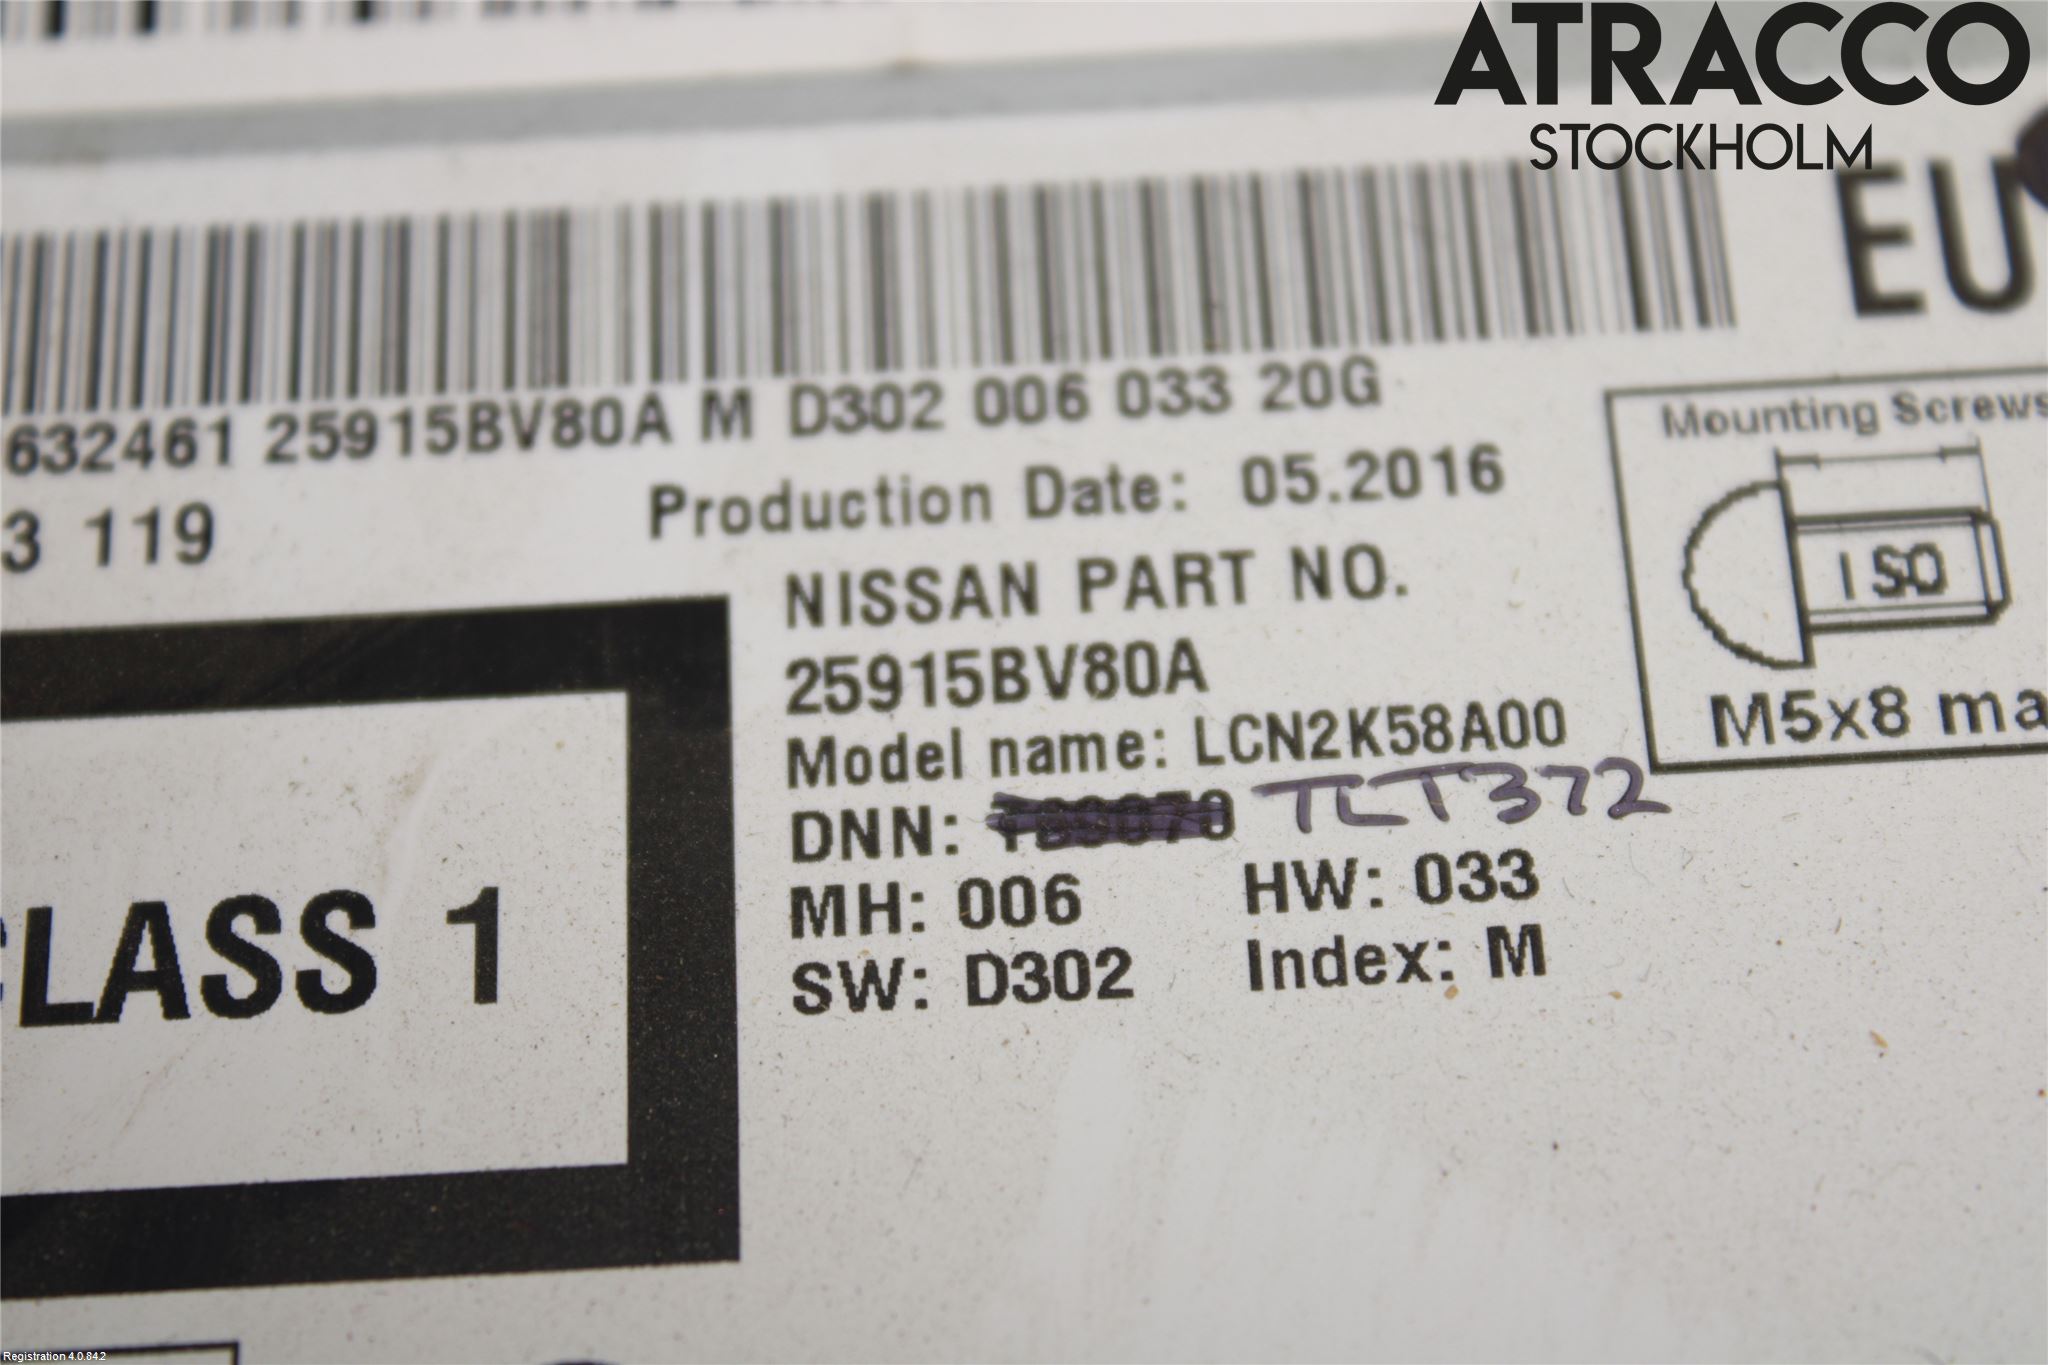 ATRACCO
STOCKHOLM
EU
632461 25915BV80A M D302 006 033 20G
3 119
Production Date: 05.2016
Mounting Screws
ISO
M5x8 ma
NISSAN PART NO.
25915BV80A
Model name: LCN2K58A00
DNN: TLT372
MH: 006 HW: 033
SW: D302 Index: M
CLASS 1
Registration 4.0.84.2